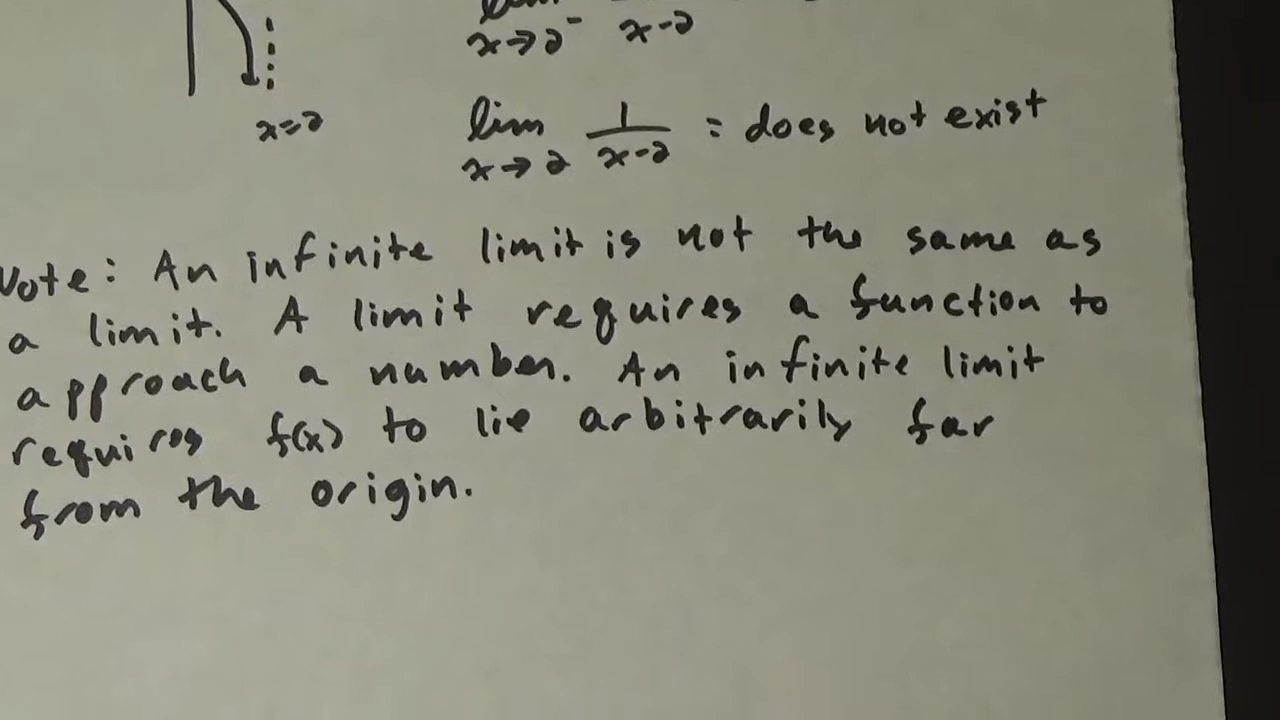 lim
x→2⁻ x-2
x=2
lim 1/(x-2) = does not exist
x→2
Note: An infinite limit is not the same as
a limit. A limit requires a function to
approach a number. An infinite limit
requires f(x) to lie arbitrarily far
from the origin.